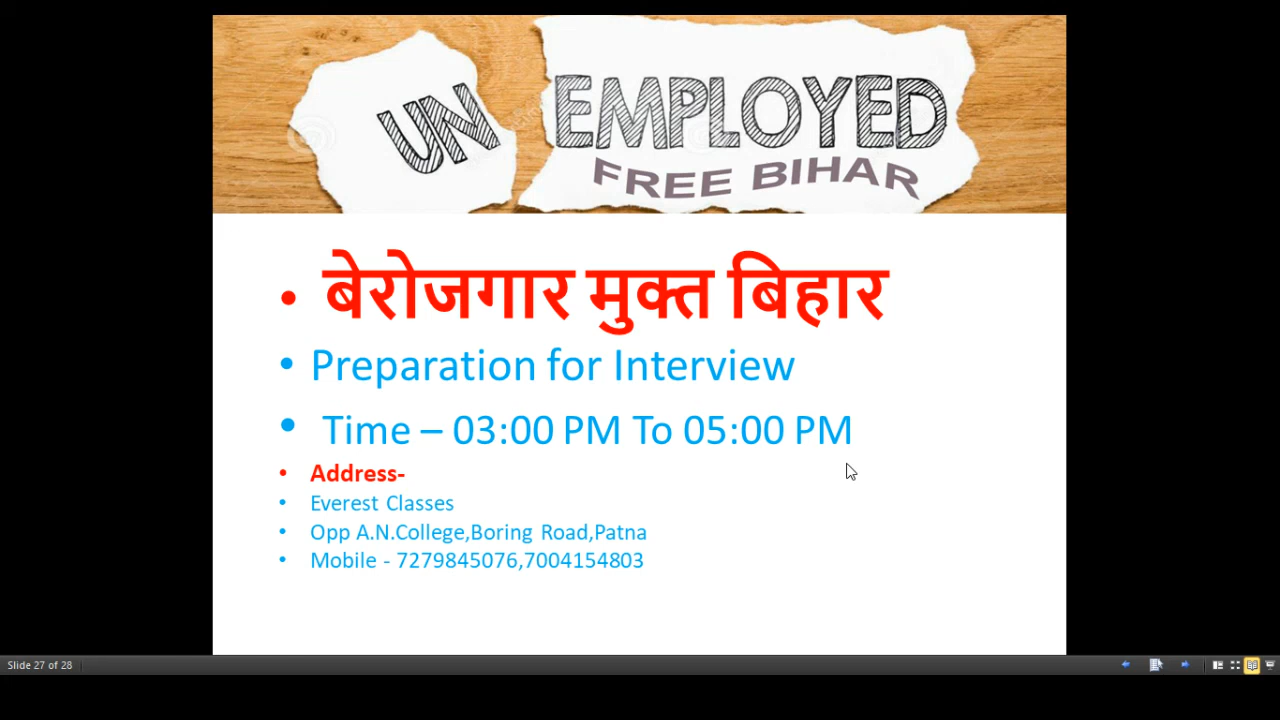 UN EMPLOYED
FREE BIHAR
• बेरोजगार मुक्त बिहार
• Preparation for Interview
• Time – 03:00 PM To 05:00 PM
• Address-
• Everest Classes
• Opp A.N.College,Boring Road,Patna
• Mobile - 7279845076,7004154803
Slide 27 of 28